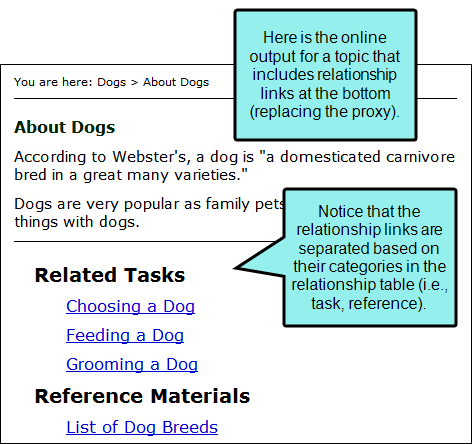 Here is the online
output for a topic that
includes relationship
links at the bottom
(replacing the proxy).
You are here: Dogs > About Dogs
About Dogs
According to Webster's, a dog is "a domesticated carnivore
bred in a great many varieties."
Dogs are very popular as family pets
things with dogs.
Notice that the
relationship links are
separated based on
their categories in the
relationship table (i.e.,
task, reference).
Related Tasks
Choosing a Dog
Feeding a Dog
Grooming a Dog
Reference Materials
List of Dog Breeds